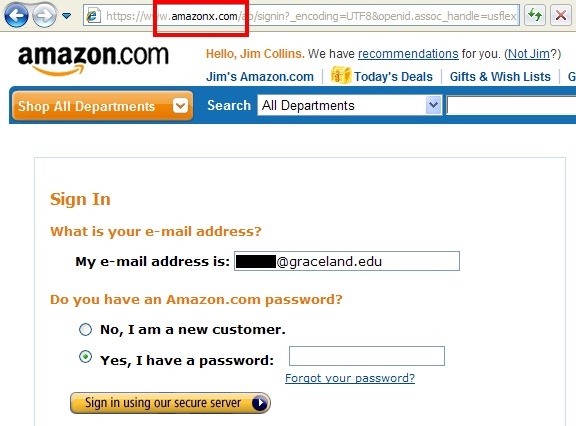 https://www.amazonx.com/ap/signin?_encoding=UTF8&openid.assoc_handle=usflex
amazon.com
Hello, Jim Collins. We have recommendations for you. (Not Jim?)
Jim's Amazon.com Today's Deals Gifts & Wish Lists G
Shop All Departments Search All Departments
Sign In
What is your e-mail address?
My e-mail address is: @graceland.edu
Do you have an Amazon.com password?
No, I am a new customer.
Yes, I have a password:
Forgot your password?
Sign in using our secure server